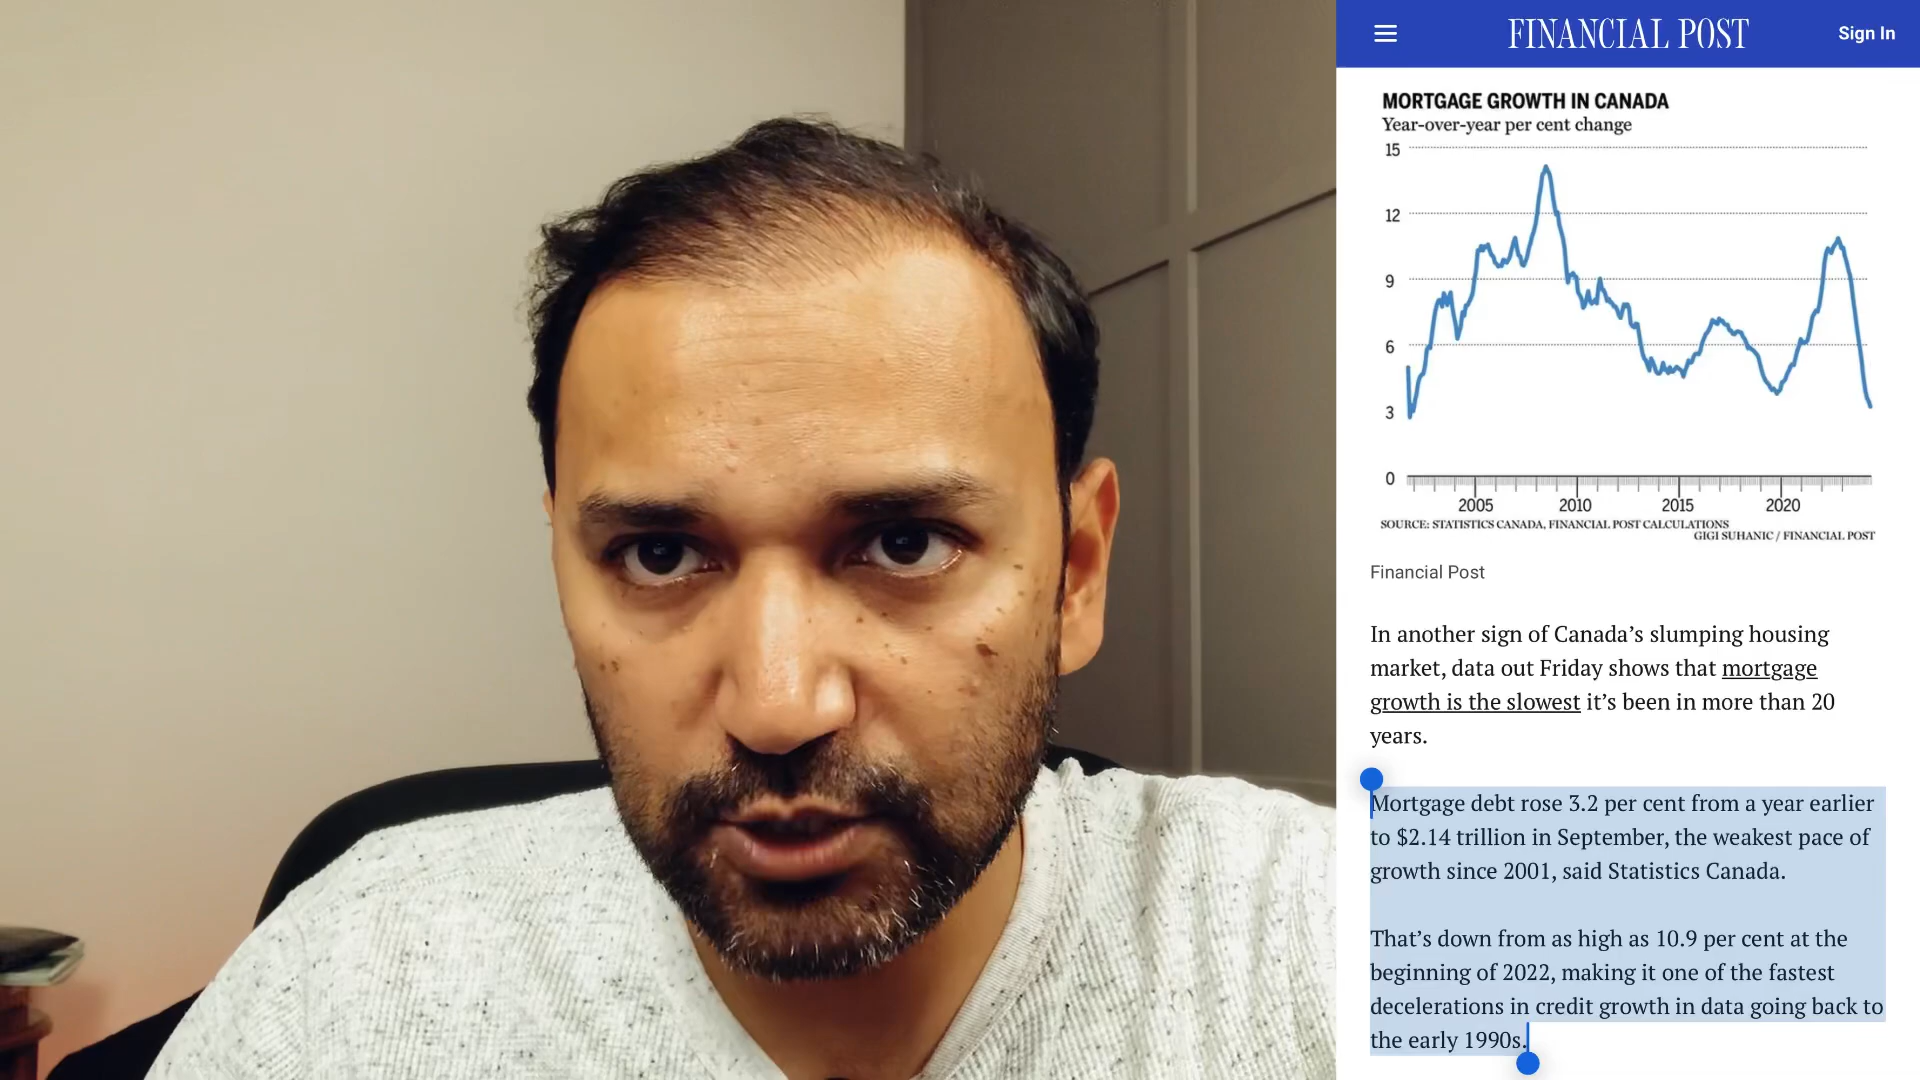 FINANCIAL POST
Sign In
MORTGAGE GROWTH IN CANADA
Year-over-year per cent change
15
12
9
6
3
0
2005 2010 2015 2020
SOURCE: STATISTICS CANADA, FINANCIAL POST CALCULATIONS
GIGI SUHANIC / FINANCIAL POST
Financial Post
In another sign of Canada’s slumping housing
market, data out Friday shows that mortgage
growth is the slowest it’s been in more than 20
years.
Mortgage debt rose 3.2 per cent from a year earlier
to $2.14 trillion in September, the weakest pace of
growth since 2001, said Statistics Canada.
That’s down from as high as 10.9 per cent at the
beginning of 2022, making it one of the fastest
decelerations in credit growth in data going back to
the early 1990s.